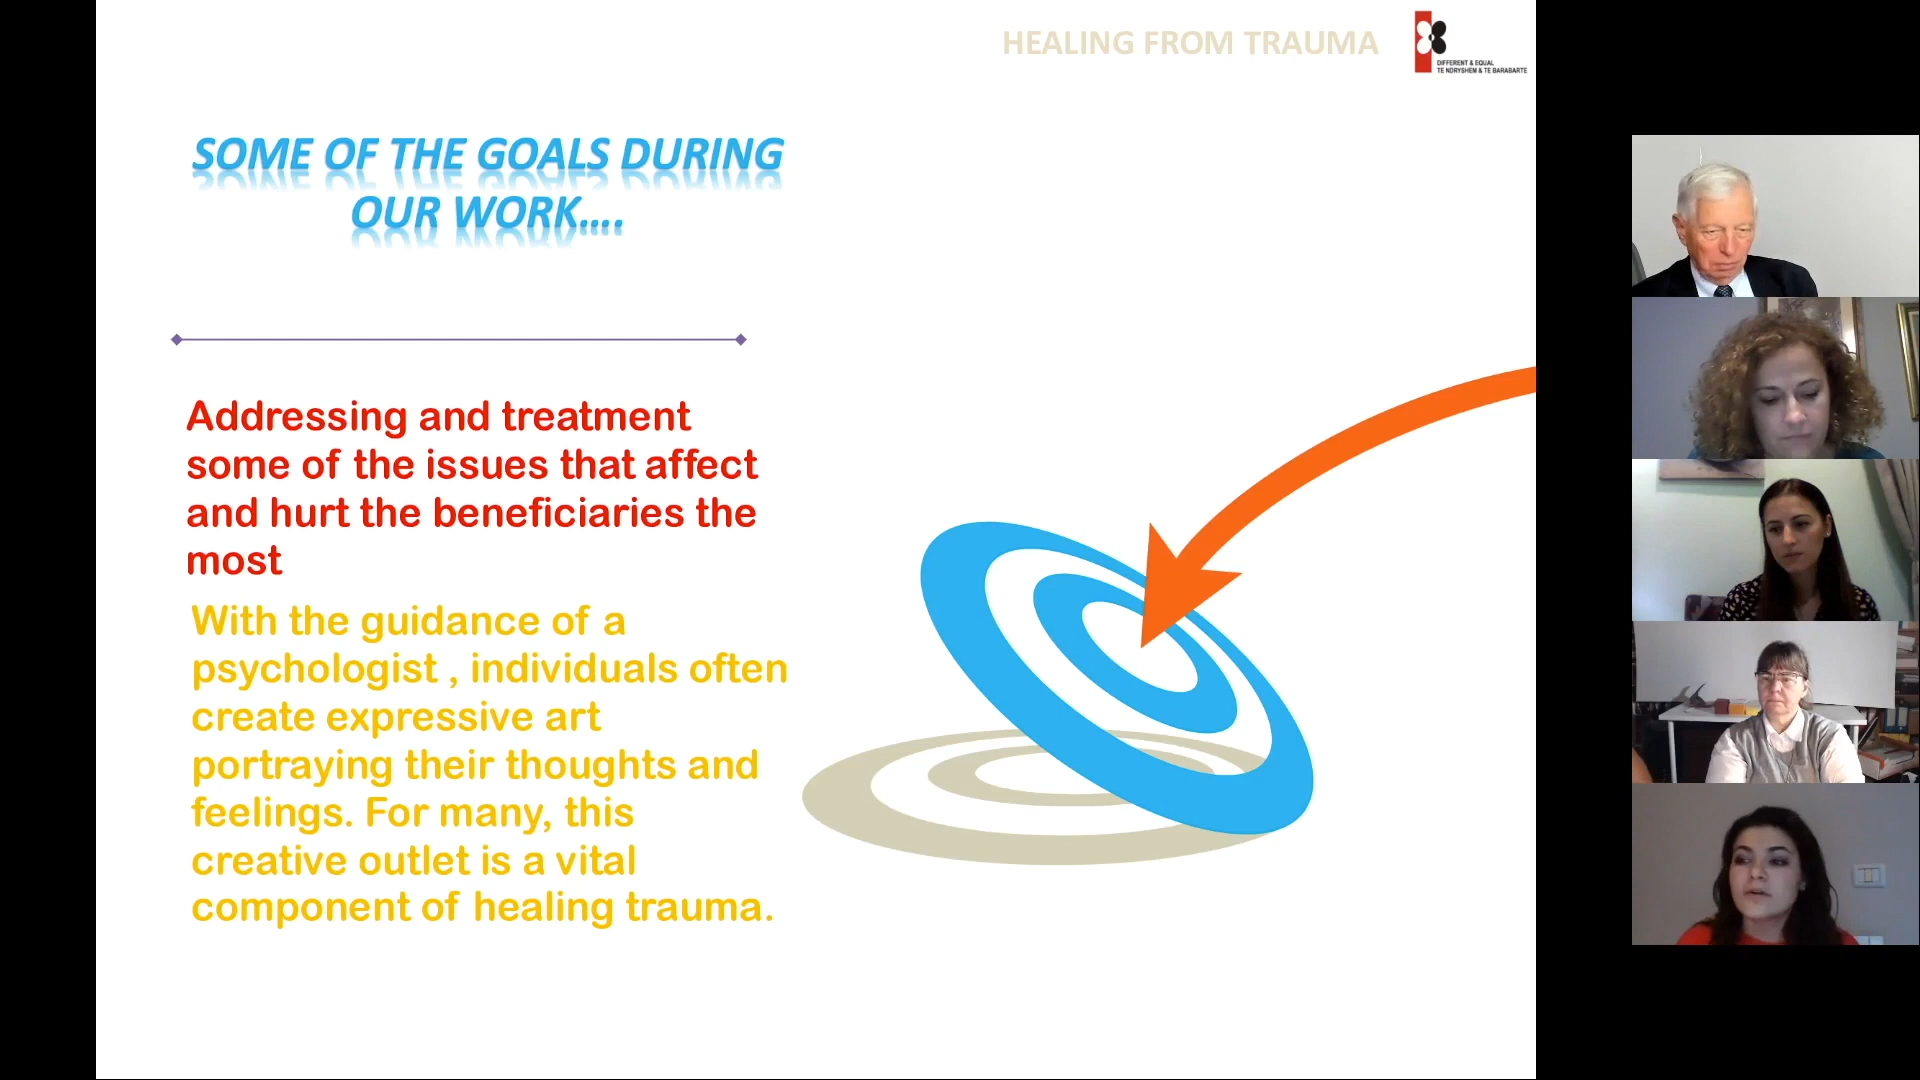 HEALING FROM TRAUMA
DIFFERENT & EQUAL
TE NDRYSHEM & TE BARABARTE
SOME OF THE GOALS DURING
OUR WORK....
Addressing and treatment
some of the issues that affect
and hurt the beneficiaries the
most
With the guidance of a
psychologist , individuals often
create expressive art
portraying their thoughts and
feelings. For many, this
creative outlet is a vital
component of healing trauma.